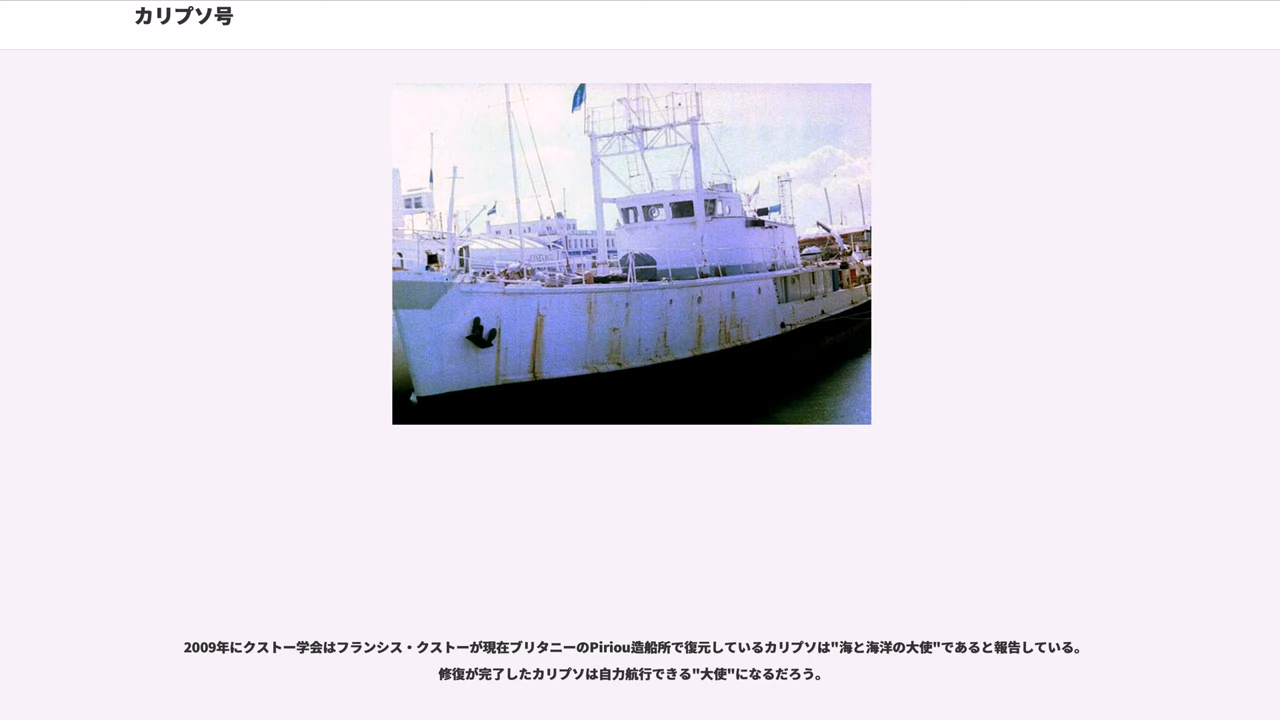 カリプソ号
2009年にクストー学会はフランシス・クストーが現在ブリタニーのPiriou造船所で復元しているカリプソは"海と海洋の大使"であると報告している。
修復が完了したカリプソは自力航行できる"大使"になるだろう。